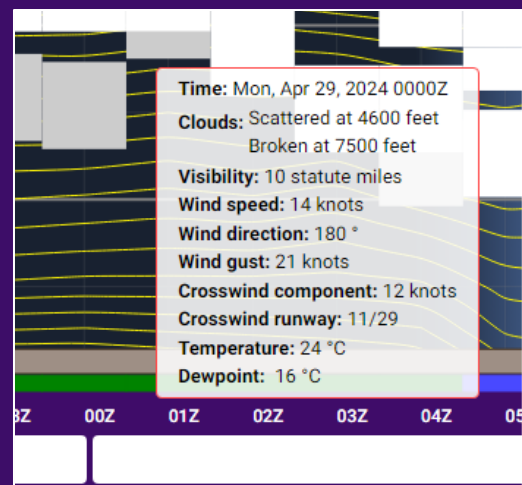 Time: Mon, Apr 29, 2024 0000Z
Clouds: Scattered at 4600 feet
Broken at 7500 feet
Visibility: 10 statute miles
Wind speed: 14 knots
Wind direction: 180 °
Wind gust: 21 knots
Crosswind component: 12 knots
Crosswind runway: 11/29
Temperature: 24 °C
Dewpoint: 16 °C
3Z 00Z 01Z 02Z 03Z 04Z 05